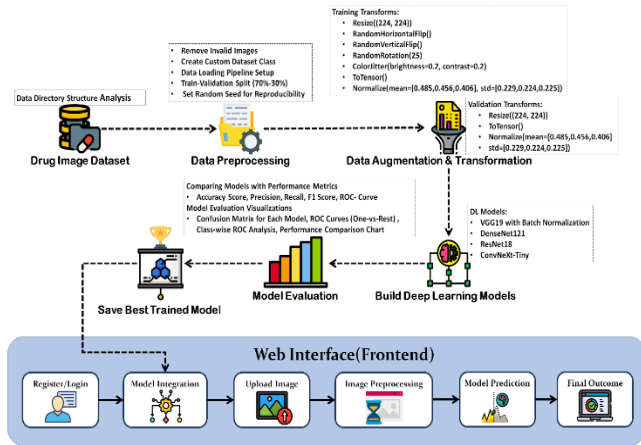 Training Transforms:
• Resize((224, 224))
• RandomHorizontalFlip()
• RandomVerticalFlip()
• RandomRotation(25)
• ColorJitter(brightness=0.2, contrast=0.2)
• ToTensor()
• Normalize(mean=[0.485,0.456,0.406], std=[0.229,0.224,0.225])
• Remove Invalid Images
• Create Custom Dataset Class
• Data Loading Pipeline Setup
• Train-Validation Split (70%-30%)
• Set Random Seed for Reproducibility
Data Directory Structure Analysis
Validation Transforms:
• Resize((224, 224))
• ToTensor()
• Normalize(mean=[0.485,0.456,0.406]
• std=[0.229,0.224,0.225])
Drug Image Dataset
Data Preprocessing
Data Augmentation & Transformation
Comparing Models with Performance Metrics
• Accuracy Score, Precision, Recall, F1 Score, ROC- Curve
Model Evaluation Visualizations
• Confusion Matrix for Each Model, ROC Curves (One-vs-Rest) ,
Class-wise ROC Analysis, Performance Comparison Chart
DL Models:
• VGG19 with Batch Normalization
• DenseNet121
• ResNet18
• ConvNeXt-Tiny
Save Best Trained Model
Model Evaluation
Build Deep Learning Models
Web Interface(Frontend)
Register/Login
Model Integration
Upload Image
Image Preprocessing
Model Prediction
Final Outcome